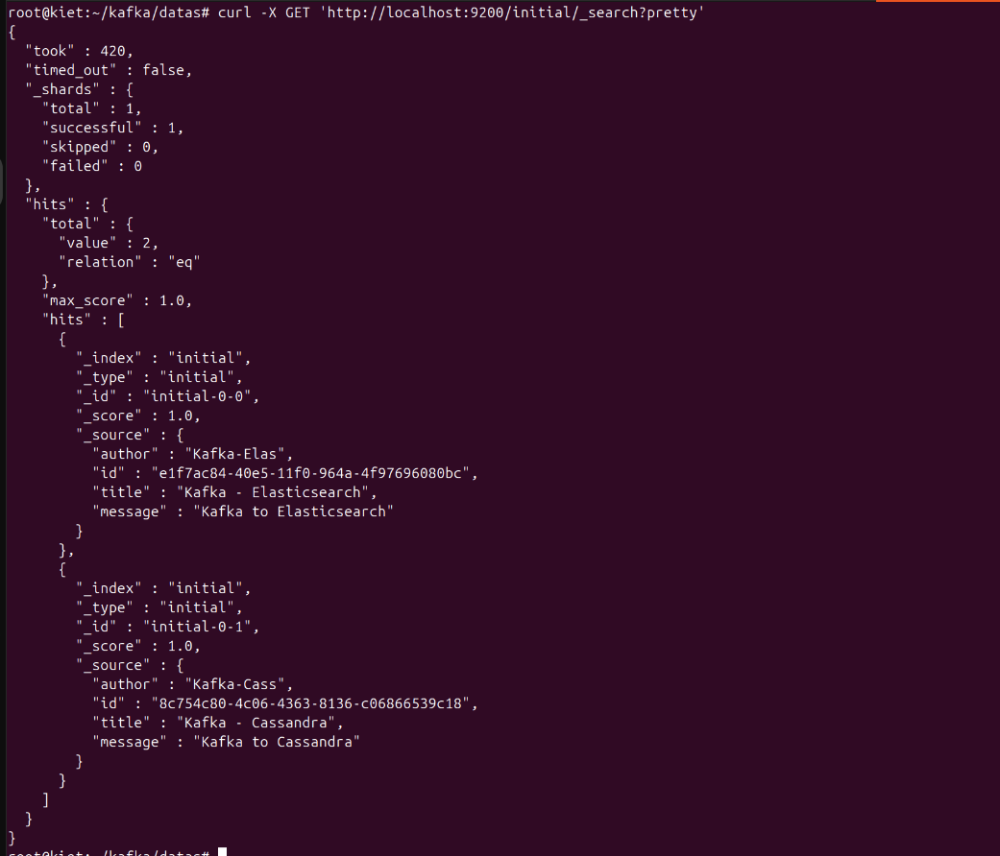 root@kiet:~/kafka/datas# curl -X GET 'http://localhost:9200/initial/_search?pretty'
{
  "took" : 420,
  "timed_out" : false,
  "_shards" : {
    "total" : 1,
    "successful" : 1,
    "skipped" : 0,
    "failed" : 0
  },
  "hits" : {
    "total" : {
      "value" : 2,
      "relation" : "eq"
    },
    "max_score" : 1.0,
    "hits" : [
      {
        "_index" : "initial",
        "_type" : "initial",
        "_id" : "initial-0-0",
        "_score" : 1.0,
        "_source" : {
          "author" : "Kafka-Elas",
          "id" : "e1f7ac84-40e5-11f0-964a-4f97696080bc",
          "title" : "Kafka - Elasticsearch",
          "message" : "Kafka to Elasticsearch"
        }
      },
      {
        "_index" : "initial",
        "_type" : "initial",
        "_id" : "initial-0-1",
        "_score" : 1.0,
        "_source" : {
          "author" : "Kafka-Cass",
          "id" : "8c754c80-4c06-4363-8136-c06866539c18",
          "title" : "Kafka - Cassandra",
          "message" : "Kafka to Cassandra"
        }
      }
    ]
  }
}
root@kiet:~/kafka/datas#